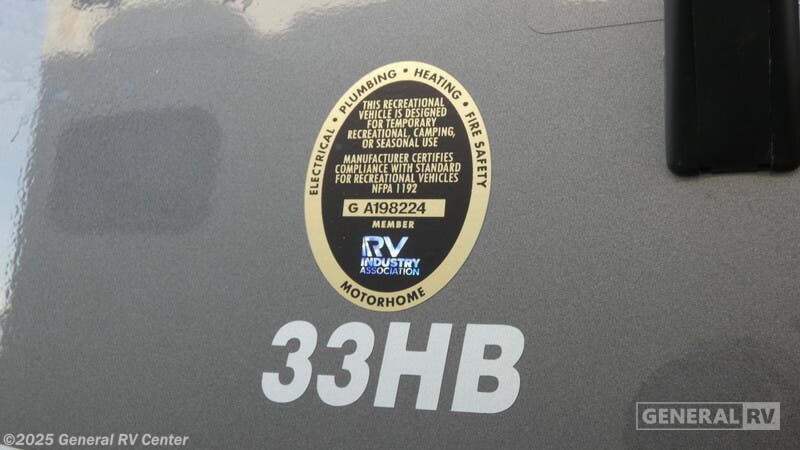 ELECTRICAL • PLUMBING • HEATING • FIRE SAFETY
THIS RECREATIONAL
VEHICLE IS DESIGNED
FOR TEMPORARY
RECREATIONAL, CAMPING,
OR SEASONAL USE
MANUFACTURER CERTIFIES
COMPLIANCE WITH STANDARD
FOR RECREATIONAL VEHICLES
NFPA 1192
G A198224
MEMBER
RV
INDUSTRY
ASSOCIATION
MOTORHOME
33HB
GENERAL RV
©2025 General RV Center